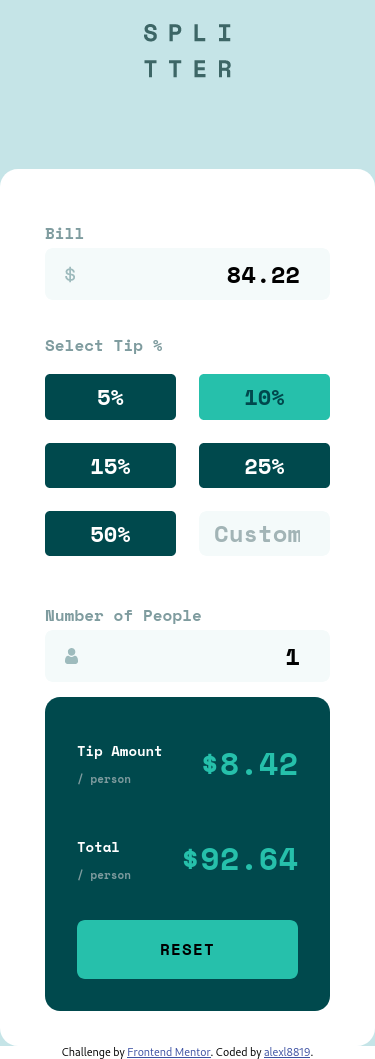 SPLI
TTER
Bill
$ 84.22
Select Tip %
5% 10%
15% 25%
50% Custom
Number of People
1
Tip Amount
/ person
$8.42
Total
/ person
$92.64
RESET
Challenge by Frontend Mentor. Coded by alexl8819.